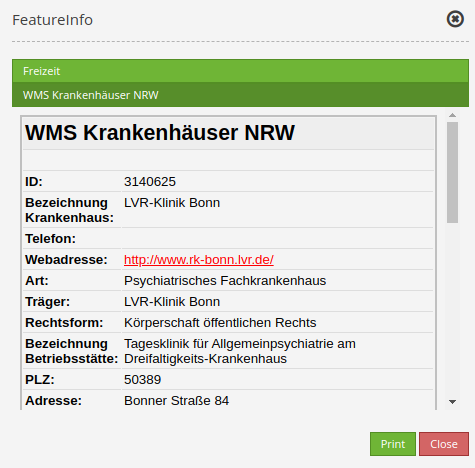 FeatureInfo
Freizeit
WMS Krankenhäuser NRW
WMS Krankenhäuser NRW
ID: 3140625
Bezeichnung LVR-Klinik Bonn
Krankenhaus:
Telefon:
Webadresse: http://www.rk-bonn.lvr.de/
Art: Psychiatrisches Fachkrankenhaus
Träger: LVR-Klinik Bonn
Rechtsform: Körperschaft öffentlichen Rechts
Bezeichnung Tagesklinik für Allgemeinpsychiatrie am
Betriebsstätte: Dreifaltigkeits-Krankenhaus
PLZ: 50389
Adresse: Bonner Straße 84
Print Close